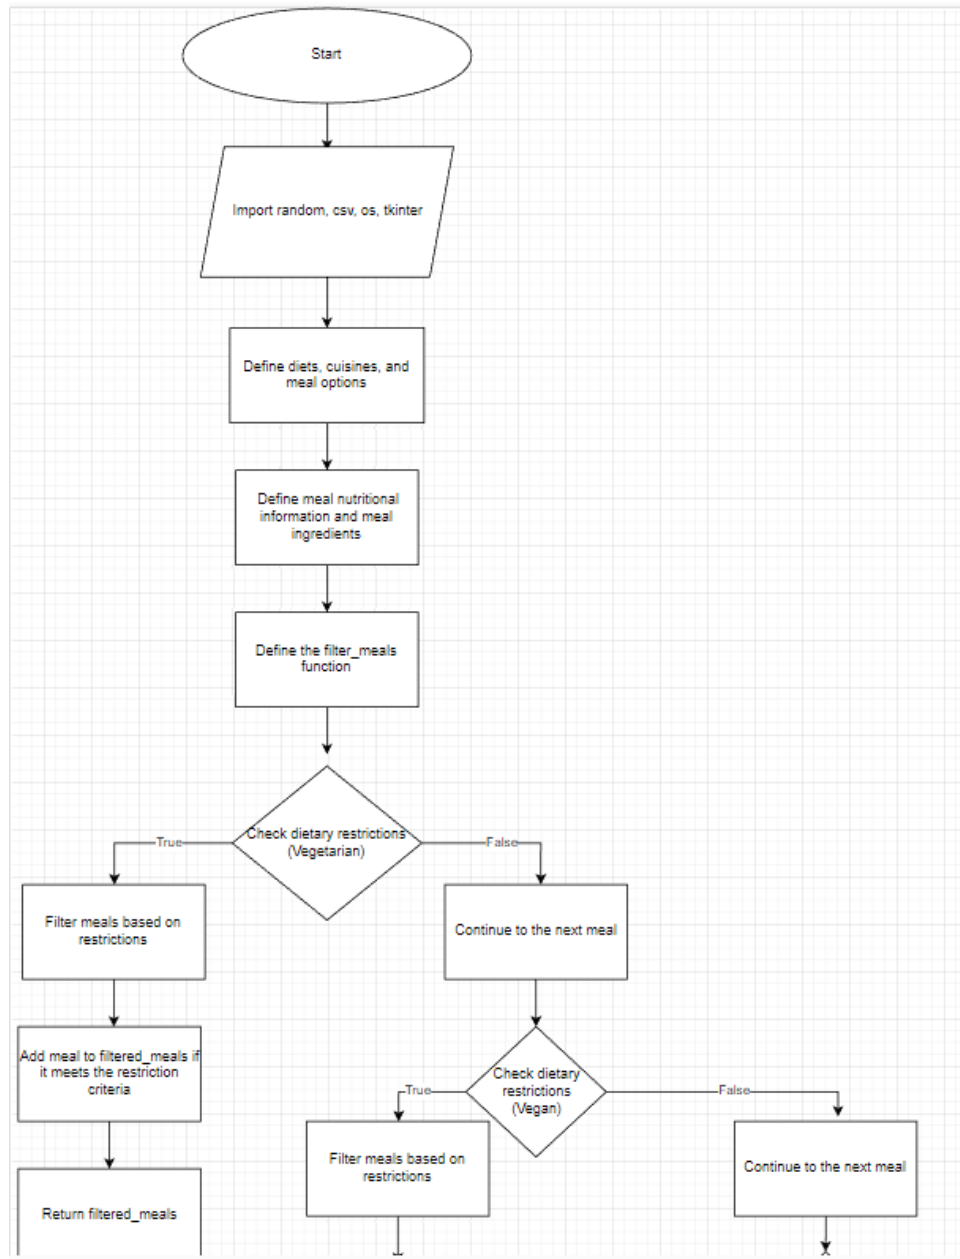 Start
Import random, csv, os, tkinter
Define diets, cuisines, and
meal options
Define meal nutritional
information and meal
ingredients
Define the filter_meals
function
Check dietary restrictions
(Vegetarian)
True
False
Filter meals based on
restrictions
Continue to the next meal
Add meal to filtered_meals if
it meets the restriction
criteria
Check dietary
restrictions
(Vegan)
True
False
Filter meals based on
restrictions
Continue to the next meal
Return filtered_meals